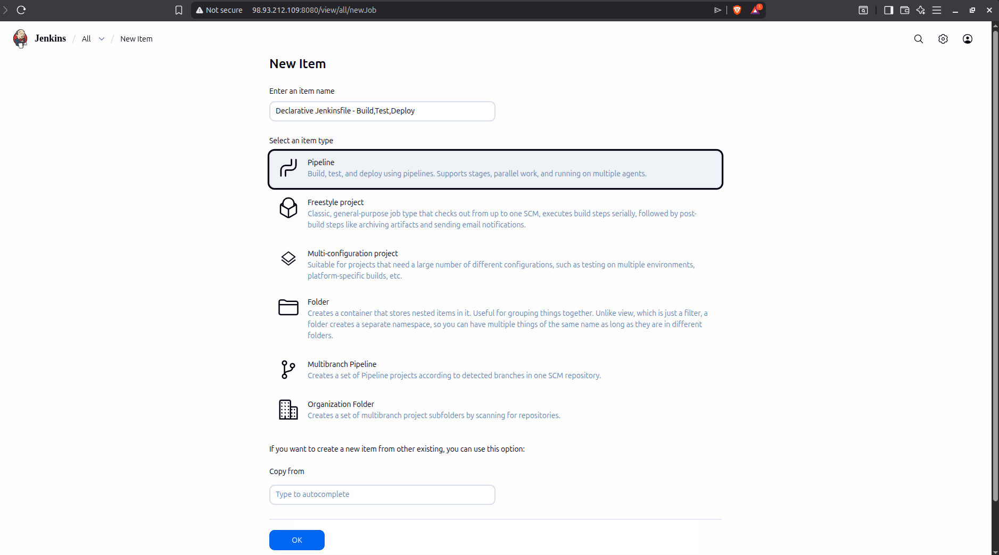 Not secure 98.93.212.109:8080/view/all/newJob 1
Jenkins / All / New Item
New Item
Enter an item name
Declarative Jenkinsfile - Build,Test,Deploy
Select an item type
Pipeline
Build, test, and deploy using pipelines. Supports stages, parallel work, and running on multiple agents.
Freestyle project
Classic, general-purpose job type that checks out from up to one SCM, executes build steps serially, followed by post-
build steps like archiving artifacts and sending email notifications.
Multi-configuration project
Suitable for projects that need a large number of different configurations, such as testing on multiple environments,
platform-specific builds, etc.
Folder
Creates a container that stores nested items in it. Useful for grouping things together. Unlike view, which is just a filter, a
folder creates a separate namespace, so you can have multiple things of the same name as long as they are in different
folders.
Multibranch Pipeline
Creates a set of Pipeline projects according to detected branches in one SCM repository.
Organization Folder
Creates a set of multibranch project subfolders by scanning for repositories.
If you want to create a new item from other existing, you can use this option:
Copy from
Type to autocomplete
OK